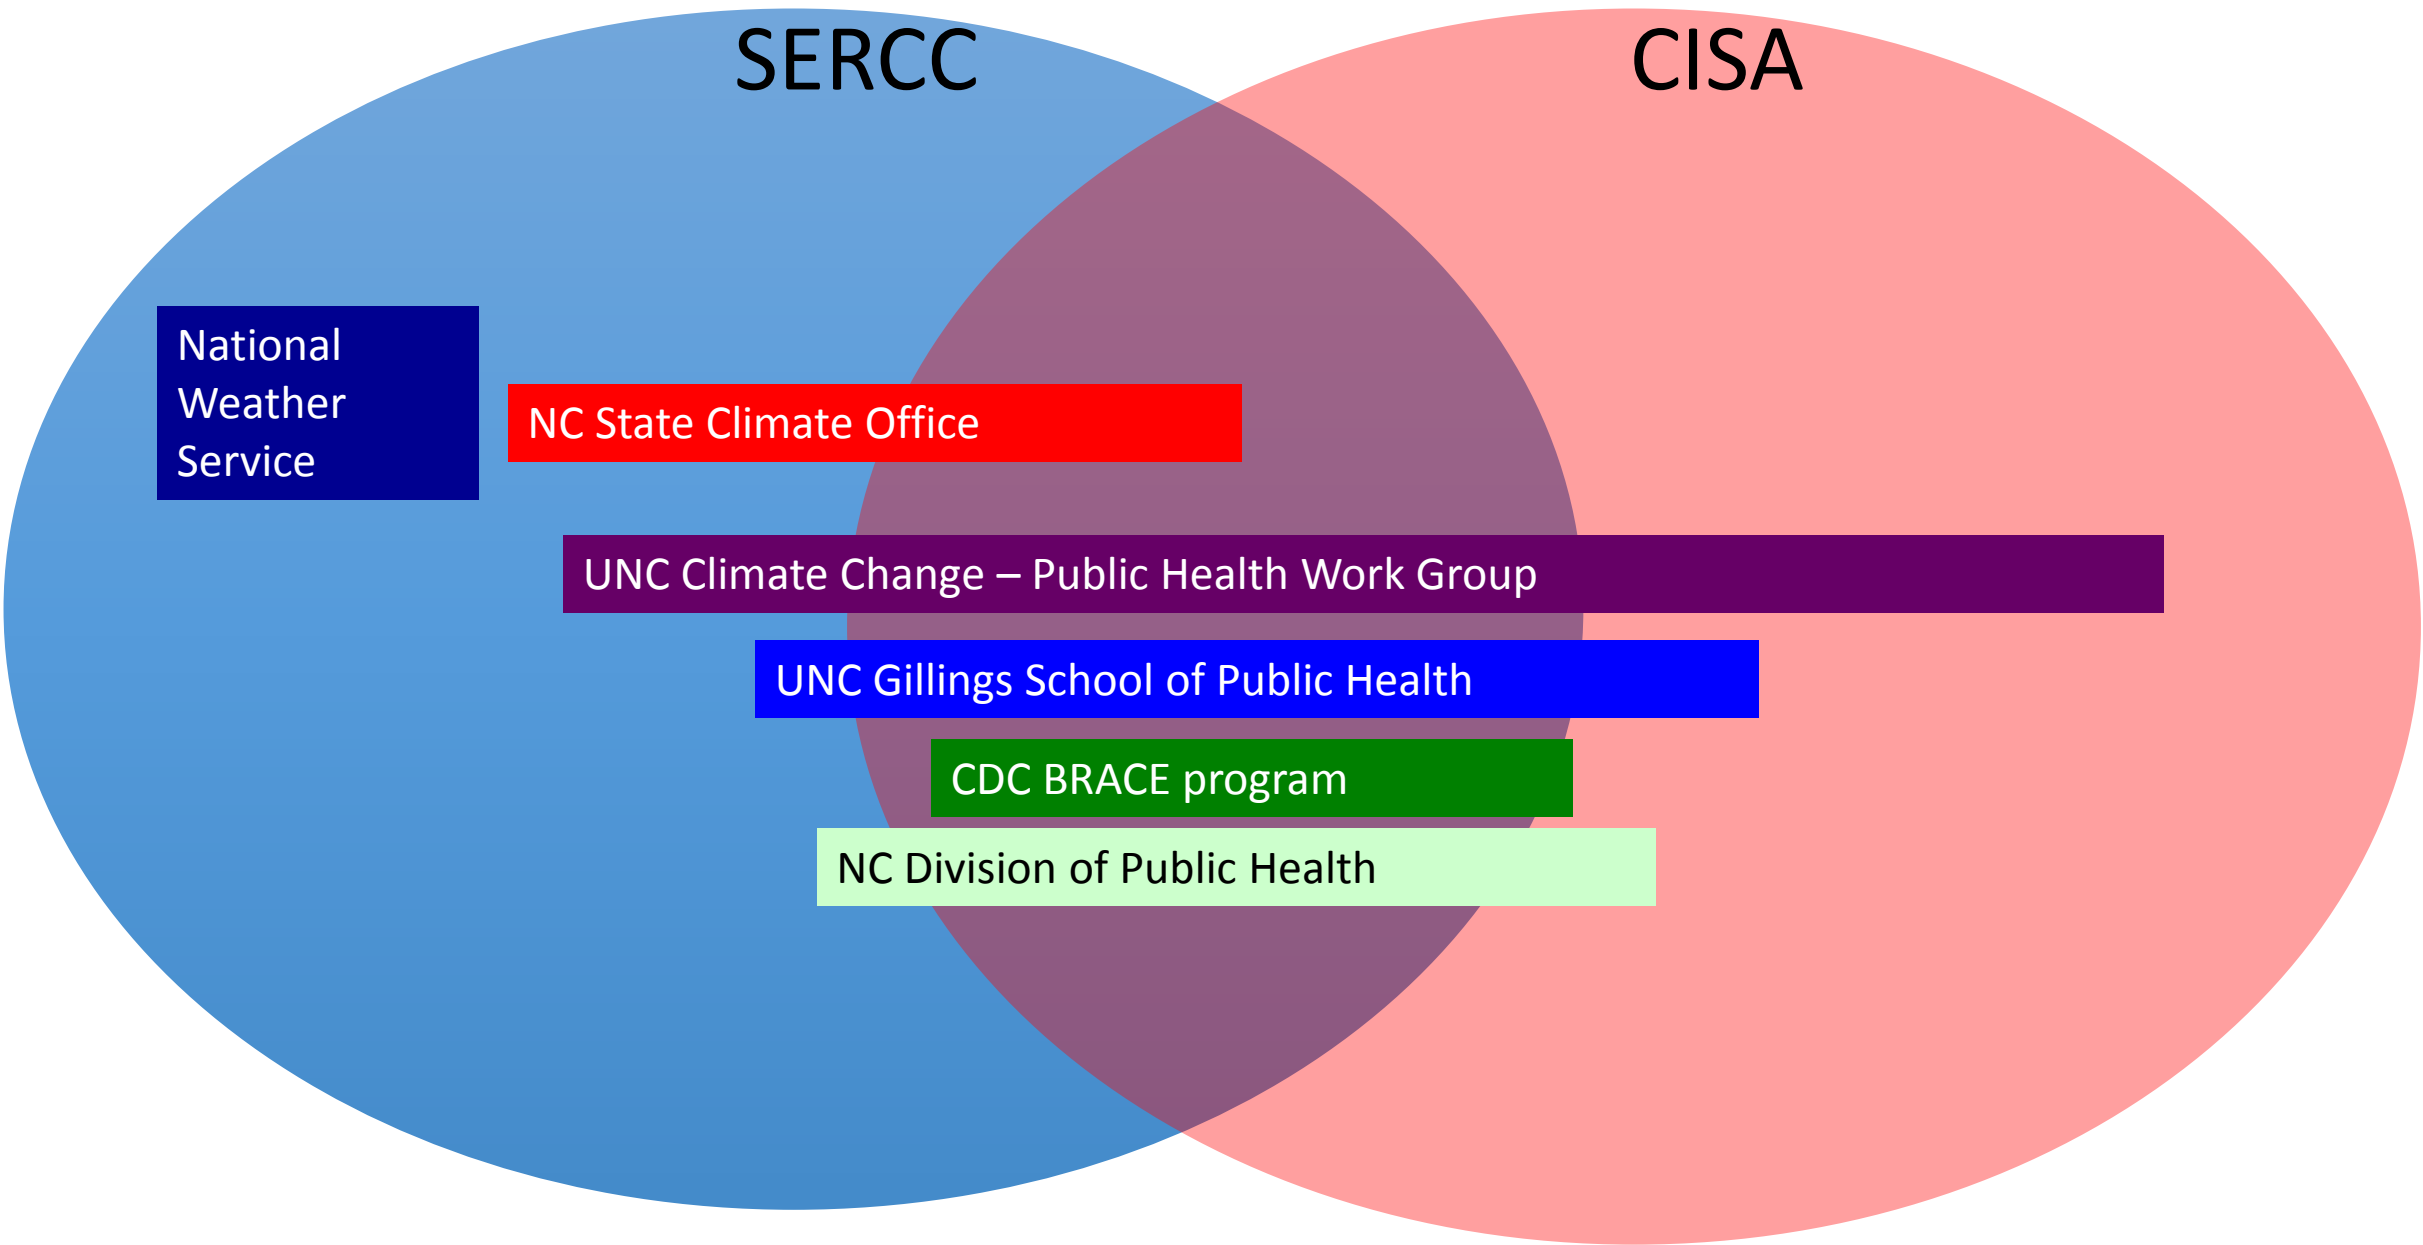 SERCC
CISA
National
Weather
Service
NC State Climate Office
UNC Climate Change – Public Health Work Group
UNC Gillings School of Public Health
CDC BRACE program
NC Division of Public Health